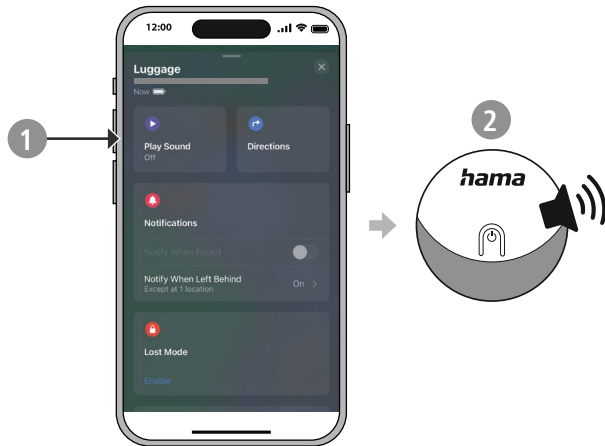 12:00
Luggage
Now
Play Sound
Off
Directions
Notifications
Notify When Found
Notify When Left Behind
Except at 1 location
On
Lost Mode
Enable
1
2
hama